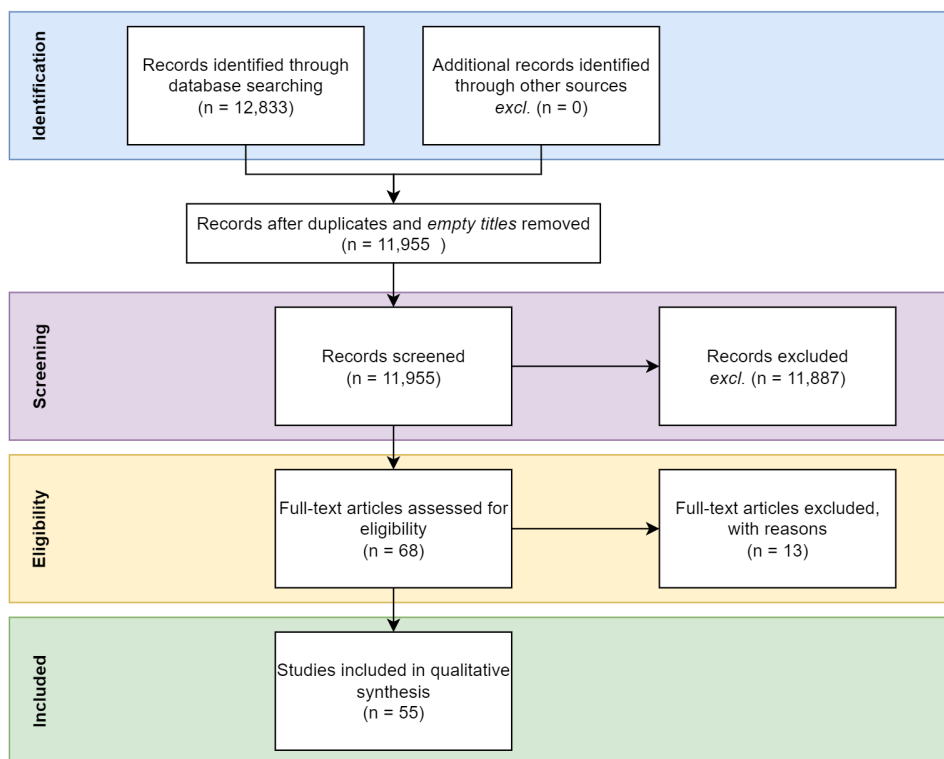 Identification
Records identified through
database searching
(n = 12,833)
Additional records identified
through other sources
excl. (n = 0)
Records after duplicates and empty titles removed
(n = 11,955  )
Screening
Records screened
(n = 11,955)
Records excluded
excl. (n = 11,887)
Eligibility
Full-text articles assessed for
eligibility
(n = 68)
Full-text articles excluded,
with reasons
(n = 13)
Included
Studies included in qualitative
synthesis
(n = 55)